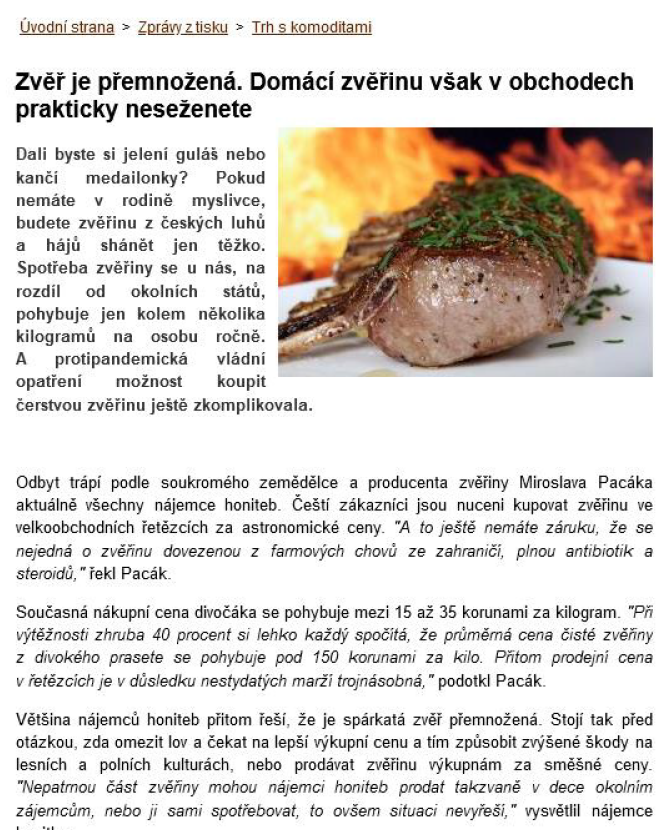 Úvodní strana > Zprávy z tisku > Trh s komoditami
Zvěř je přemnožená. Domácí zvěřinu však v obchodech
prakticky neseženete
Dali byste si jelení guláš nebo
kančí medailonky? Pokud
nemáte v rodině myslivce,
budete zvěřinu z českých luhů
a hájů shánět jen těžko.
Spotřeba zvěřiny se u nás, na
rozdíl od okolních států,
pohybuje jen kolem několika
kilogramů na osobu ročně.
A protipandemická vládní
opatření možnost koupit
čerstvou zvěřinu ještě zkomplikovala.
Odbyt trápí podle soukromého zemědělce a producenta zvěřiny Miroslava Pacáka
aktuálně všechny nájemce honiteb. Čeští zákazníci jsou nuceni kupovat zvěřinu ve
velkoobchodních řetězcích za astronomické ceny. "A to ještě nemáte záruku, že se
nejedná o zvěřinu dovezenou z farmových chovů ze zahraničí, plnou antibiotik a
steroidů," řekl Pacák.
Současná nákupní cena divočáka se pohybuje mezi 15 až 35 korunami za kilogram. "Při
výtěžnosti zhruba 40 procent si lehko každý spočítá, že průměrná cena čisté zvěřiny
z divokého prasete se pohybuje pod 150 korunami za kilo. Přitom prodejní cena
v řetězcích je v důsledku nestydatých marží trojnásobná," podotkl Pacák.
Většina nájemců honiteb přitom řeší, že je spárkatá zvěř přemnožená. Stojí tak před
otázkou, zda omezit lov a čekat na lepší výkupní cenu a tím způsobit zvýšené škody na
lesních a polních kulturách, nebo prodávat zvěřinu výkupnám za směšné ceny.
"Nepatrnou část zvěřiny mohou nájemci honiteb prodat takzvaně v dece okolním
zájemcům, nebo ji sami spotřebovat, to ovšem situaci nevyřeší," vysvětlil nájemce